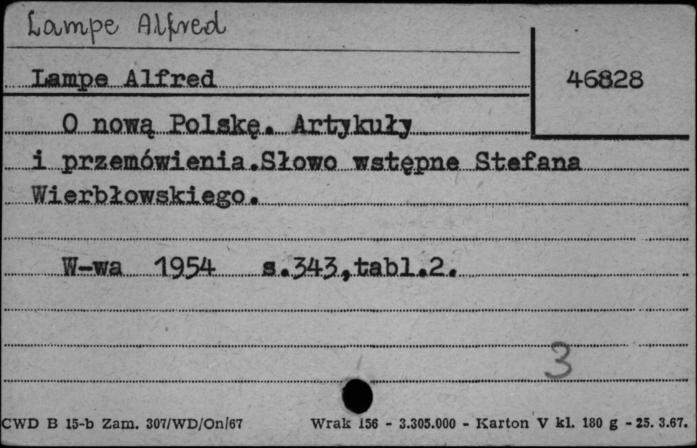 Lampe Alfred
Lampe Alfred
46828
O nową Polskę. Artykuły
i przemówienia.Słowo wstępne Stefana
Wierbłowskiego.
W-wa 1954 s.343,tabl.2.
3
CWD B 15-b Zam. 307/WD/On/67 Wrak 156 - 3.305.000 - Karton V kl. 180 g - 25. 3.67.